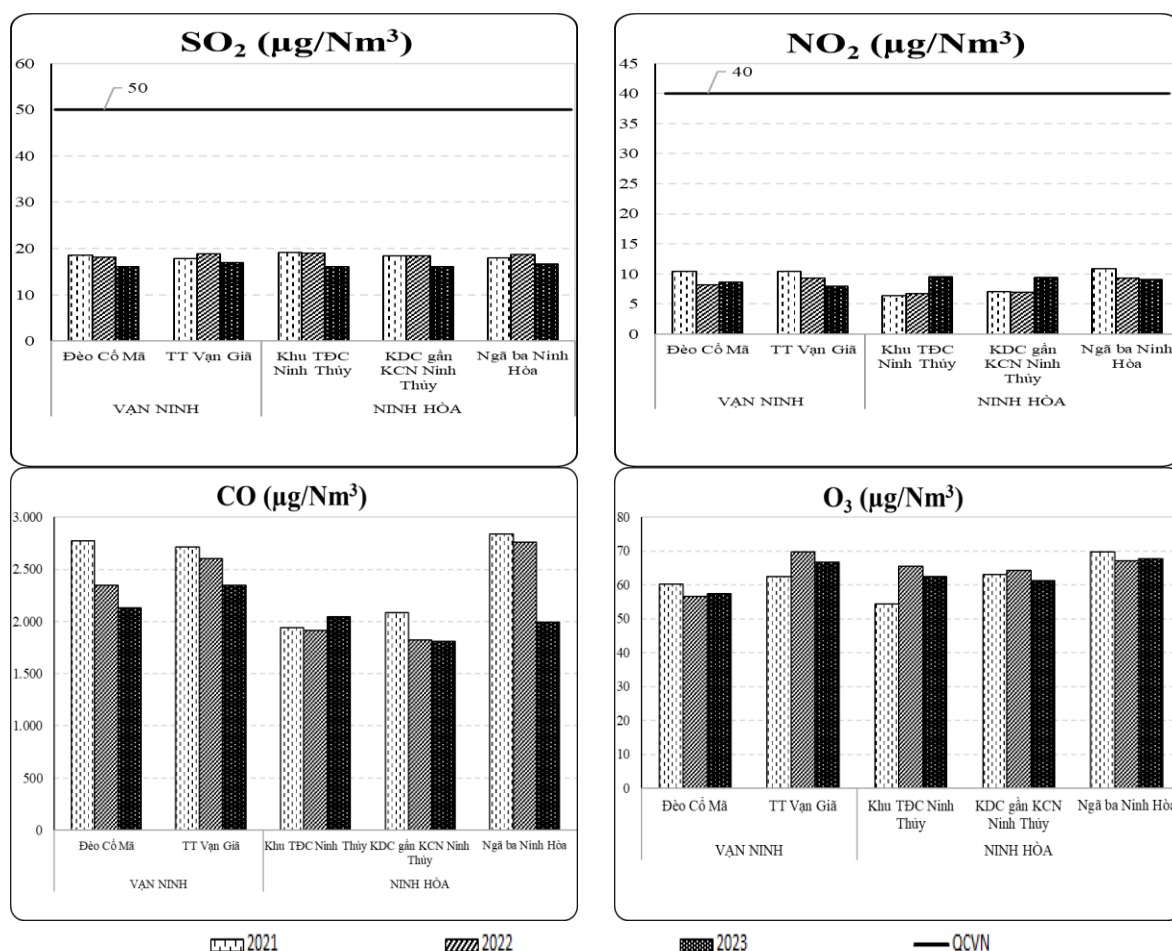 SO₂ (µg/Nm³)
60
50
40
30
20
10
0
50
Đèo Cổ Mã
TT Vạn Giã
Khu TĐC
Ninh Thủy
KDC gần
KCN Ninh
Thủy
Ngã ba Ninh
Hòa
VẠN NINH
NINH HÒA
NO₂ (µg/Nm³)
45
40
35
30
25
20
15
10
5
0
40
Đèo Cổ Mã
TT Vạn Giã
Khu TĐC
Ninh Thủy
KDC gần
KCN Ninh
Thủy
Ngã ba Ninh
Hòa
VẠN NINH
NINH HÒA
CO (µg/Nm³)
3.000
2.500
2.000
1.500
1.000
500
0
Đèo Cổ Mã
TT Vạn Giã
Khu TĐC Ninh Thủy
KDC gần KCN Ninh
Thủy
Ngã ba Ninh Hòa
VẠN NINH
NINH HÒA
O₃ (µg/Nm³)
80
70
60
50
40
30
20
10
0
Đèo Cổ Mã
TT Vạn Giã
Khu TĐC Ninh
Thủy
KDC gần KCN
Ninh Thủy
Ngã ba Ninh Hòa
VẠN NINH
NINH HÒA
2021
2022
2023
QCVN